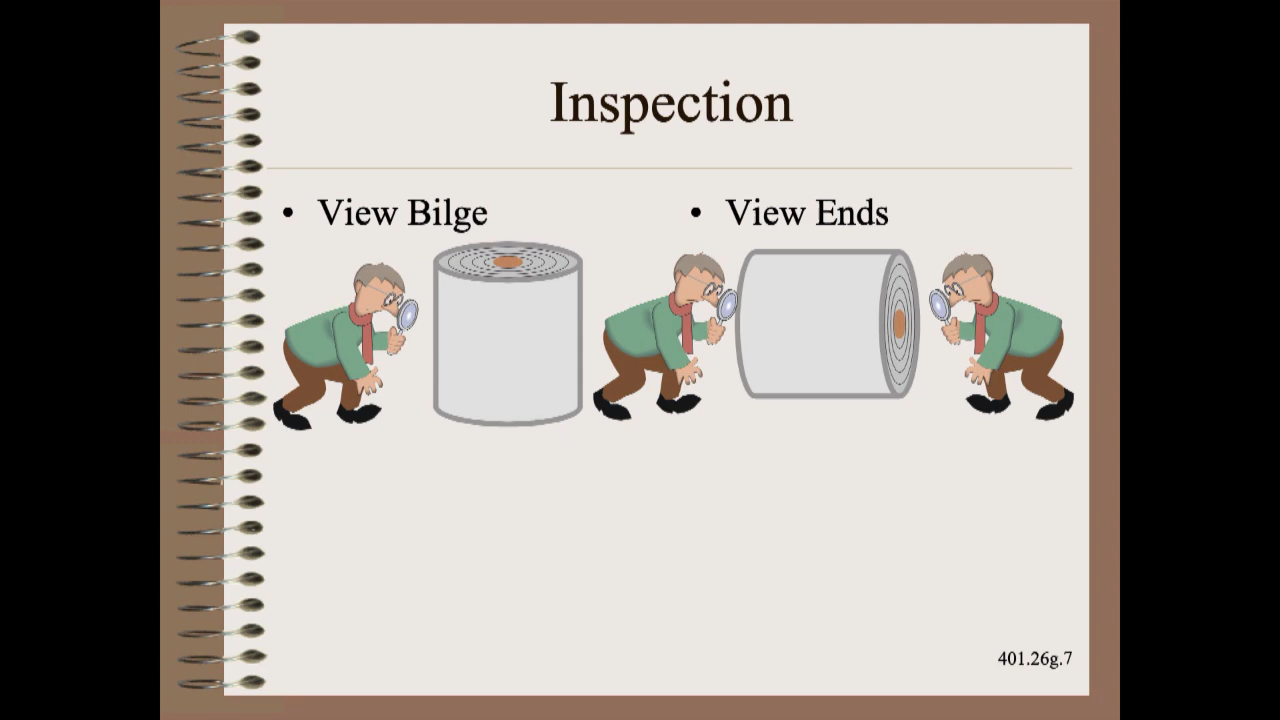 Inspection
• View Bilge
• View Ends
401.26g.7